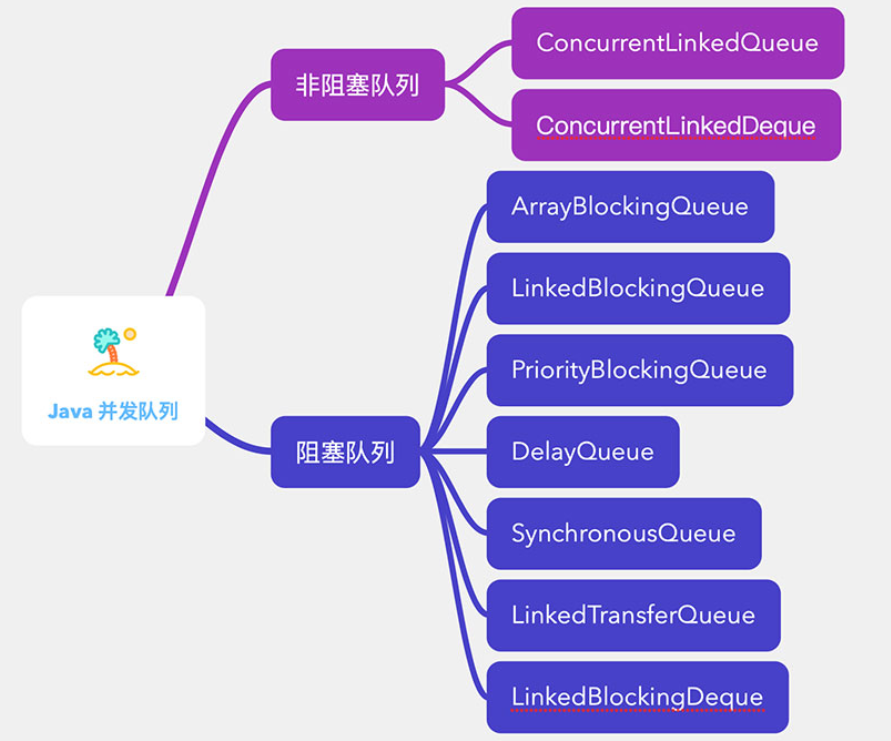 非阻塞队列
ConcurrentLinkedQueue
ConcurrentLinkedDeque
Java 并发队列
阻塞队列
ArrayBlockingQueue
LinkedBlockingQueue
PriorityBlockingQueue
DelayQueue
SynchronousQueue
LinkedTransferQueue
LinkedBlockingDeque